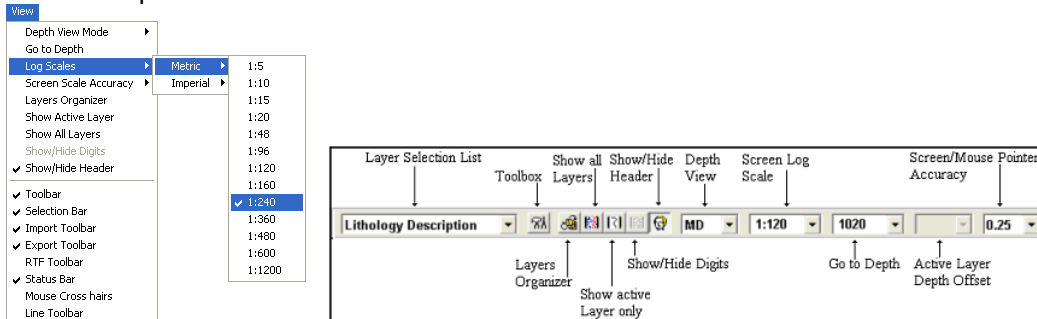 View
Depth View Mode
Go to Depth
Log Scales
Screen Scale Accuracy
Layers Organizer
Show Active Layer
Show All Layers
Show/Hide Digits
Show/Hide Header
Toolbar
Selection Bar
Import Toolbar
Export Toolbar
RTF Toolbar
Status Bar
Mouse Cross hairs
Line Toolbar
Metric
Imperial
1:5
1:10
1:15
1:20
1:48
1:96
1:120
1:160
1:240
1:360
1:480
1:600
1:1200
Layer Selection List
Toolbox
Show all
Layers
Show/Hide
Header
Depth
View
Screen Log
Scale
Screen/Mouse Pointer
Accuracy
Lithology Description
MD
1:120
1020
0.25
Layers
Organizer
Show active
Layer only
Show/Hide Digits
Go to Depth
Active Layer
Depth Offset